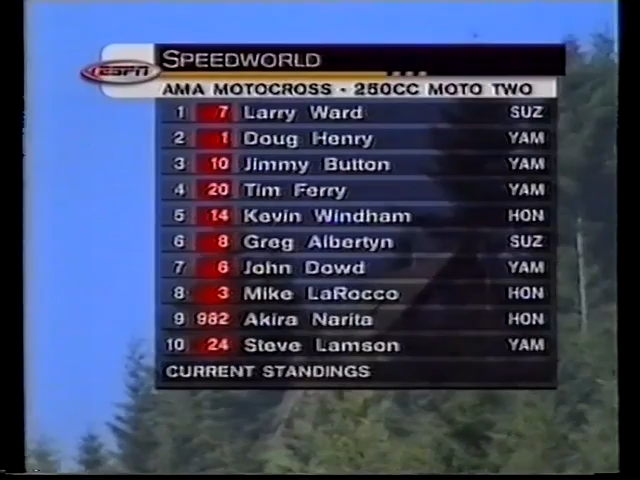 ESPN
SPEEDWORLD
AMA MOTOCROSS - 250CC MOTO TWO
1 7 Larry Ward SUZ
2 1 Doug Henry YAM
3 10 Jimmy Button YAM
4 20 Tim Ferry YAM
5 14 Kevin Windham HON
6 8 Greg Albertyn SUZ
7 6 John Dowd YAM
8 3 Mike LaRocco HON
9 982 Akira Narita HON
10 24 Steve Lamson YAM
CURRENT STANDINGS